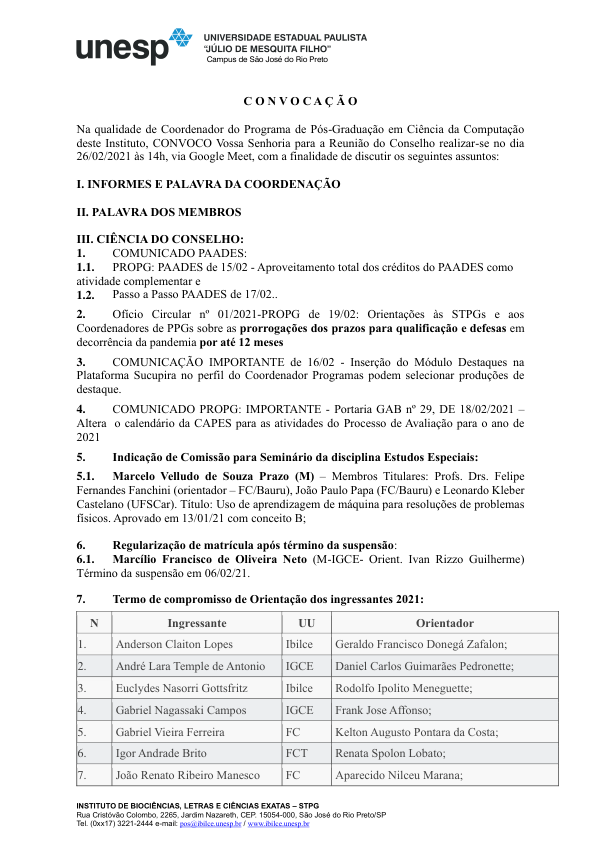 unesp
UNIVERSIDADE ESTADUAL PAULISTA
“JÚLIO DE MESQUITA FILHO”
Campus de São José do Rio Preto
C O N V O C A Ç Ã O
Na qualidade de Coordenador do Programa de Pós-Graduação em Ciência da Computação
deste Instituto, CONVOCO Vossa Senhoria para a Reunião do Conselho realizar-se no dia
26/02/2021 às 14h, via Google Meet, com a finalidade de discutir os seguintes assuntos:
I. INFORMES E PALAVRA DA COORDENAÇÃO
II. PALAVRA DOS MEMBROS
III. CIÊNCIA DO CONSELHO:
1. COMUNICADO PAADES:
1.1. PROPG: PAADES de 15/02 - Aproveitamento total dos créditos do PAADES como
atividade complementar e
1.2. Passo a Passo PAADES de 17/02..
2. Ofício Circular nº 01/2021-PROPG de 19/02: Orientações às STPGs e aos
Coordenadores de PPGs sobre as prorrogações dos prazos para qualificação e defesas em
decorrência da pandemia por até 12 meses
3. COMUNICAÇÃO IMPORTANTE de 16/02 - Inserção do Módulo Destaques na
Plataforma Sucupira no perfil do Coordenador Programas podem selecionar produções de
destaque.
4. COMUNICADO PROPG: IMPORTANTE - Portaria GAB nº 29, DE 18/02/2021 –
Altera o calendário da CAPES para as atividades do Processo de Avaliação para o ano de
2021
5. Indicação de Comissão para Seminário da disciplina Estudos Especiais:
5.1. Marcelo Velludo de Souza Prazo (M) – Membros Titulares: Profs. Drs. Felipe
Fernandes Fanchini (orientador – FC/Bauru), João Paulo Papa (FC/Bauru) e Leonardo Kleber
Castelano (UFSCar). Título: Uso de aprendizagem de máquina para resoluções de problemas
físicos. Aprovado em 13/01/21 com conceito B;
6. Regularização de matrícula após término da suspensão:
6.1. Marcílio Francisco de Oliveira Neto (M-IGCE- Orient. Ivan Rizzo Guilherme)
Término da suspensão em 06/02/21.
7. Termo de compromisso de Orientação dos ingressantes 2021:
N Ingressante UU Orientador
1. Anderson Claiton Lopes Ibilce Geraldo Francisco Donegá Zafalon;
2. André Lara Temple de Antonio IGCE Daniel Carlos Guimarães Pedronette;
3. Euclydes Nasorri Gottsfritz Ibilce Rodolfo Ipolito Meneguette;
4. Gabriel Nagassaki Campos IGCE Frank Jose Affonso;
5. Gabriel Vieira Ferreira FC Kelton Augusto Pontara da Costa;
6. Igor Andrade Brito FCT Renata Spolon Lobato;
7. João Renato Ribeiro Manesco FC Aparecido Nilceu Marana;
INSTITUTO DE BIOCIÊNCIAS, LETRAS E CIÊNCIAS EXATAS – STPG
Rua Cristóvão Colombo, 2265, Jardim Nazareth, CEP. 15054-000, São José do Rio Preto/SP
Tel. (0xx17) 3221-2444 e-mail: pos@ibilce.unesp.br / www.ibilce.unesp.br